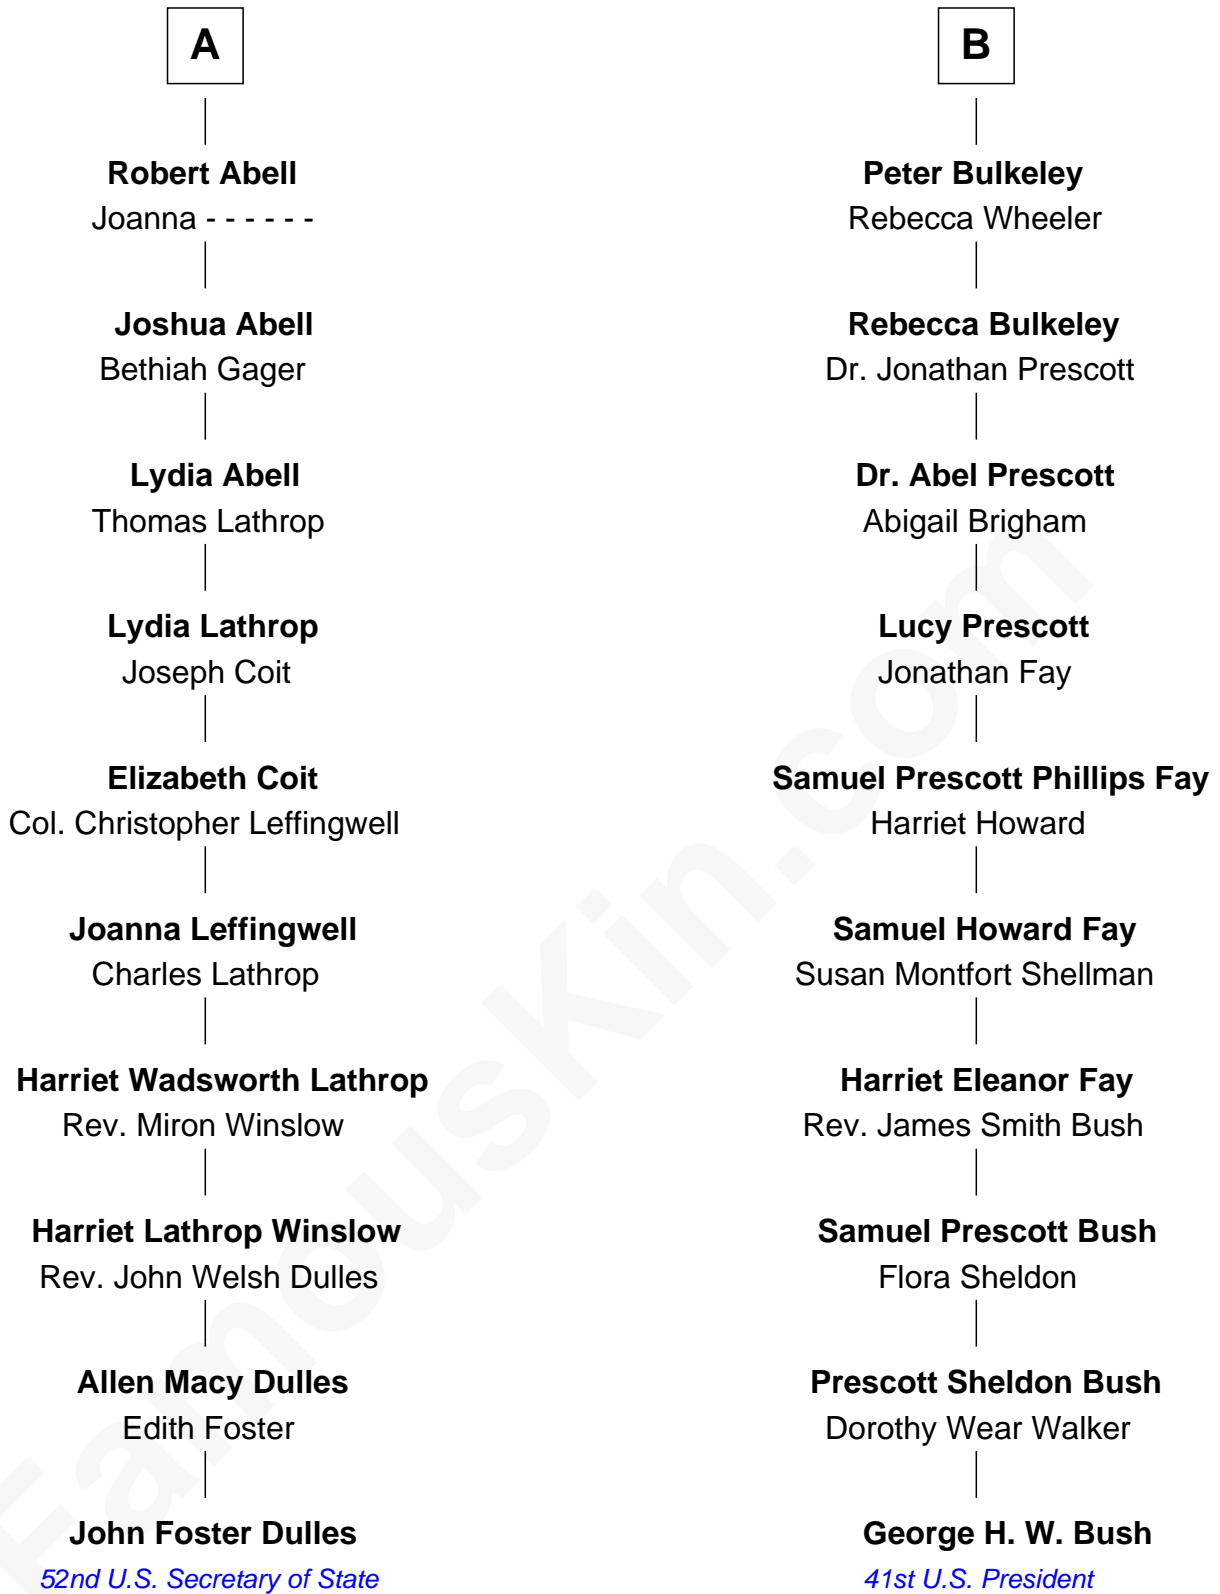 A
Robert Abell
Joanna - - - - - -
Joshua Abell
Bethiah Gager
Lydia Abell
Thomas Lathrop
Lydia Lathrop
Joseph Coit
Elizabeth Coit
Col. Christopher Leffingwell
Joanna Leffingwell
Charles Lathrop
Harriet Wadsworth Lathrop
Rev. Miron Winslow
Harriet Lathrop Winslow
Rev. John Welsh Dulles
Allen Macy Dulles
Edith Foster
John Foster Dulles
52nd U.S. Secretary of State
B
Peter Bulkeley
Rebecca Wheeler
Rebecca Bulkeley
Dr. Jonathan Prescott
Dr. Abel Prescott
Abigail Brigham
Lucy Prescott
Jonathan Fay
Samuel Prescott Phillips Fay
Harriet Howard
Samuel Howard Fay
Susan Montfort Shellman
Harriet Eleanor Fay
Rev. James Smith Bush
Samuel Prescott Bush
Flora Sheldon
Prescott Sheldon Bush
Dorothy Wear Walker
George H. W. Bush
41st U.S. President
FamousKin.com